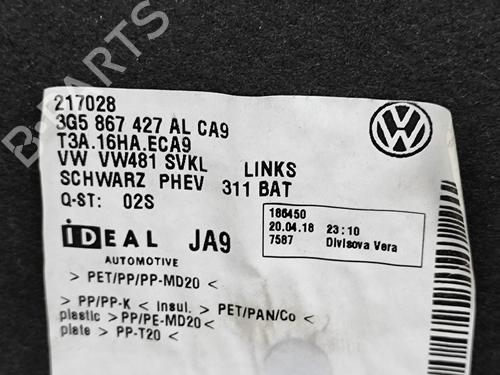 B-PARTS
217028
3G5 867 427 AL CA9
T3A.16HA.ECA9
VW VW481 SVKL LINKS
SCHWARZ PHEV 311 BAT
Q-ST: 02S
IDEAL JA9
AUTOMOTIVE
186450
20.04.18 23:10
7587 Divisova Vera
> PET/PP/PP-MD20 <
> PP/PP-K < insul. > PET/PAN/Co <
plastic > PP/PE-MD20 <
plate > PP-T20 <